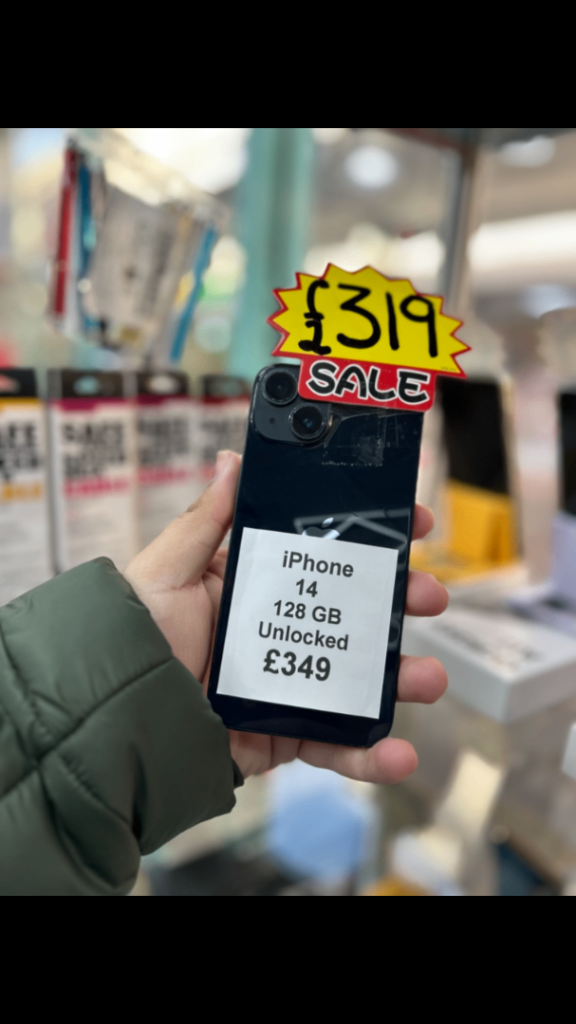 £319
SALE
iPhone
14
128 GB
Unlocked
£349